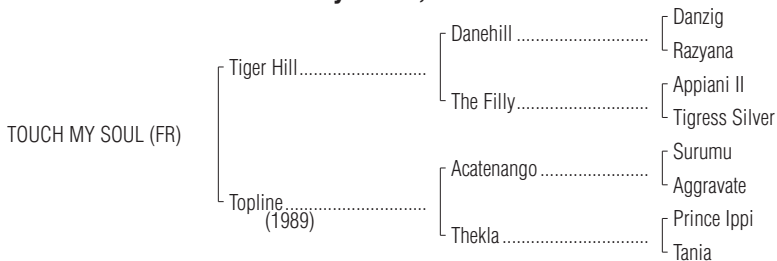 Danzig
Danehill
Razyana
Tiger Hill
Appiani II
The Filly
Tigress Silver
TOUCH MY SOUL (FR)
Surumu
Acatenango
Aggravate
Topline
(1989)
Prince Ippi
Thekla
Tania